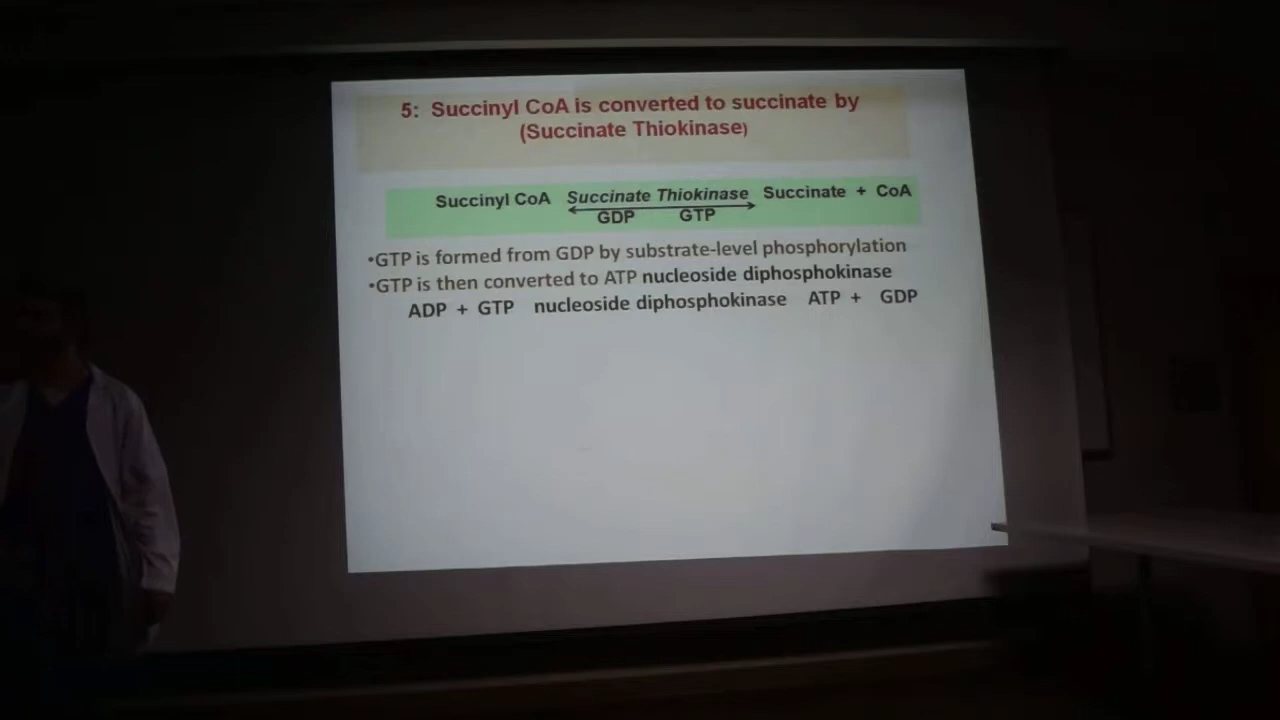 5: Succinyl CoA is converted to succinate by
(Succinate Thiokinase)
Succinyl CoA Succinate Thiokinase Succinate + CoA
GDP GTP
•GTP is formed from GDP by substrate-level phosphorylation
•GTP is then converted to ATP nucleoside diphosphokinase
ADP + GTP nucleoside diphosphokinase ATP + GDP